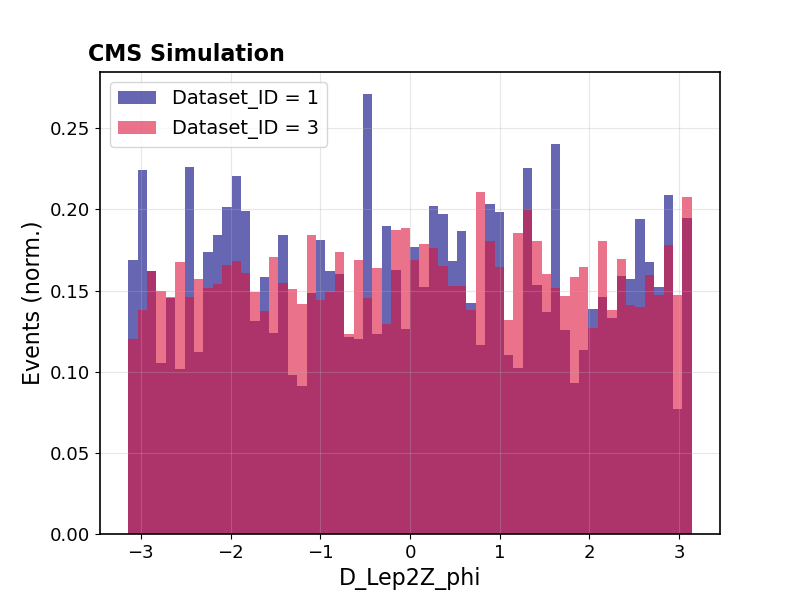 CMS Simulation
Dataset_ID = 1
Dataset_ID = 3
Events (norm.)
0.25
0.20
0.15
0.10
0.05
0.00
−3 −2 −1 0 1 2 3
D_Lep2Z_phi